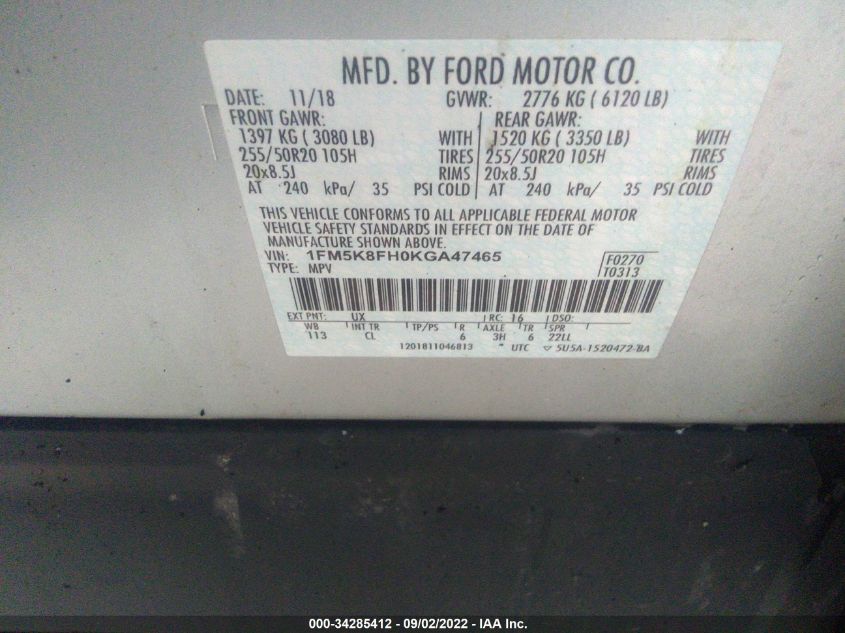 MFD. BY FORD MOTOR CO.
DATE: 11/18 GVWR: 2776 KG ( 6120 LB)
FRONT GAWR: REAR GAWR:
1397 KG ( 3080 LB) WITH 1520 KG ( 3350 LB) WITH
255/50R20 105H TIRES 255/50R20 105H TIRES
20x8.5J RIMS 20x8.5J RIMS
AT 240 kPa/ 35 PSI COLD AT 240 kPa/ 35 PSI COLD
THIS VEHICLE CONFORMS TO ALL APPLICABLE FEDERAL MOTOR
VEHICLE SAFETY STANDARDS IN EFFECT ON THE DATE OF
MANUFACTURE SHOWN ABOVE.
VIN: 1FM5K8FH0KGA47465 F0270
TYPE: MPV T0313
EXT PNT: UX RC: 16 DSO:
WB INT TR TP/PS R AXLE TR SPR
113 CL 6 3H 6 22LL
1201811046813 UTC ▽ 5U5A-1520472-BA
000-34285412 - 09/02/2022 - IAA Inc.